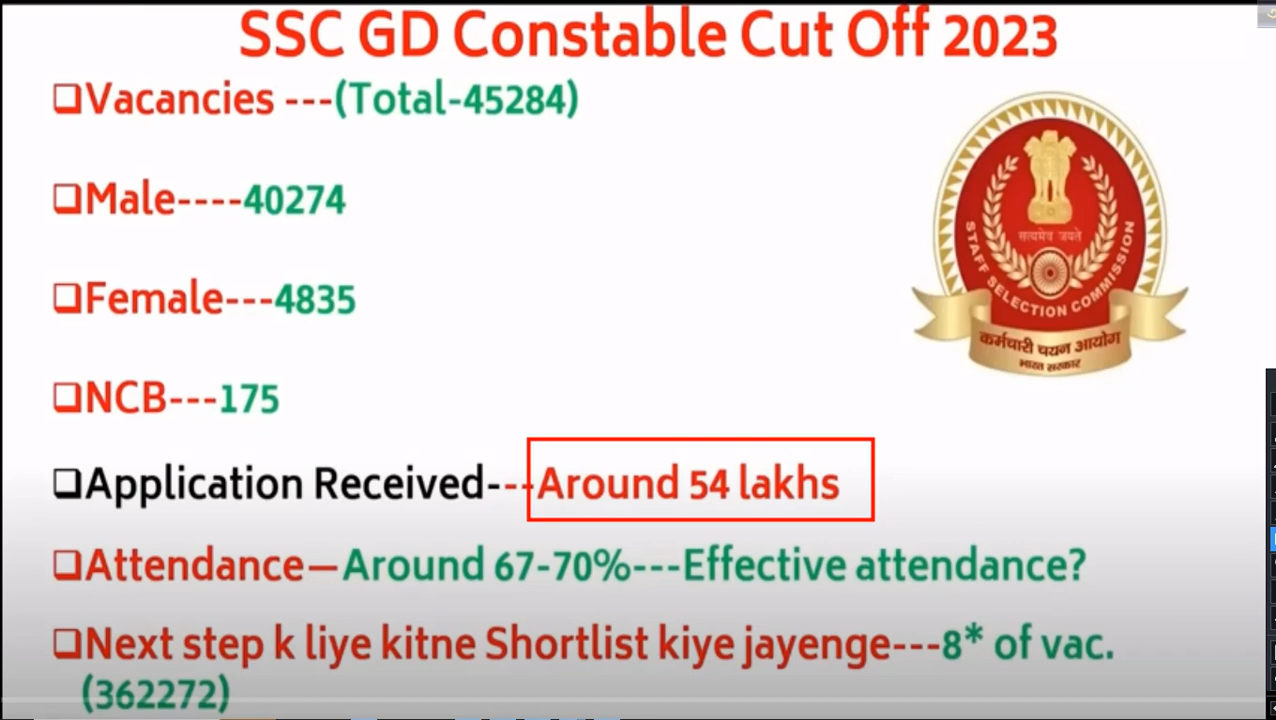 SSC GD Constable Cut Off 2023
❑Vacancies ---(Total-45284)
❑Male----40274
❑Female---4835
❑NCB---175
❑Application Received---Around 54 lakhs
❑Attendance—Around 67-70%---Effective attendance?
❑Next step k liye kitne Shortlist kiye jayenge---8* of vac.
(362272)
सत्यमेव जयते
STAFF SELECTION COMMISSION
कर्मचारी चयन आयोग
भारत सरकार